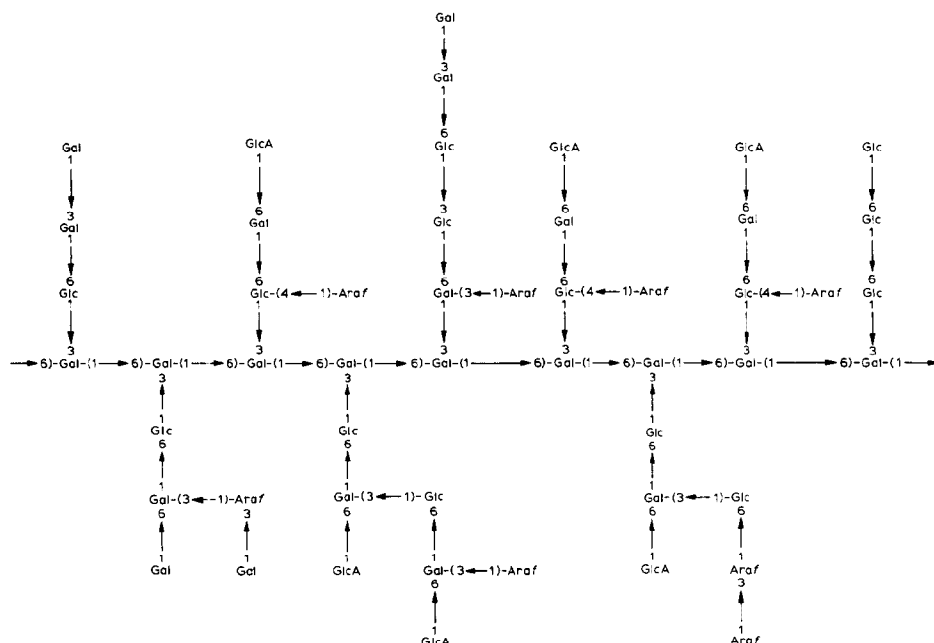 Gal
1
3
Gal
1
6
Gal GlcA Glc GlcA GlcA Glc
1 1 1 1 1 1
3 6 3 6 6 6
Gal Gal Glc Gal Gal Glc
1 1 1 1 1 1
6 6 6 6 6 6
Glc Glc-(4 1)-Araf Gal-(3 1)-Araf Glc-(4 1)-Araf Glc-(4 1)-Araf Glc
1 1 1 1 1 1
3 3 3 3 3 3
6)-Gal-(1 6)-Gal-(1 6)-Gal-(1 6)-Gal-(1 6)-Gal-(1 6)-Gal-(1 6)-Gal-(1 6)-Gal-(1 6)-Gal-(1
3 3 3
1 1 1
Glc Glc Glc
6 6 6
1 1 1
Gal-(3 1)-Araf Gal-(3 1)-Glc Gal-(3 1)-Glc
6 3 6 6 6 6
1 1 1 1 1 1
Gal Gal GlcA Gal-(3 1)-Araf GlcA Araf
6 3
1 1
GlcA Araf